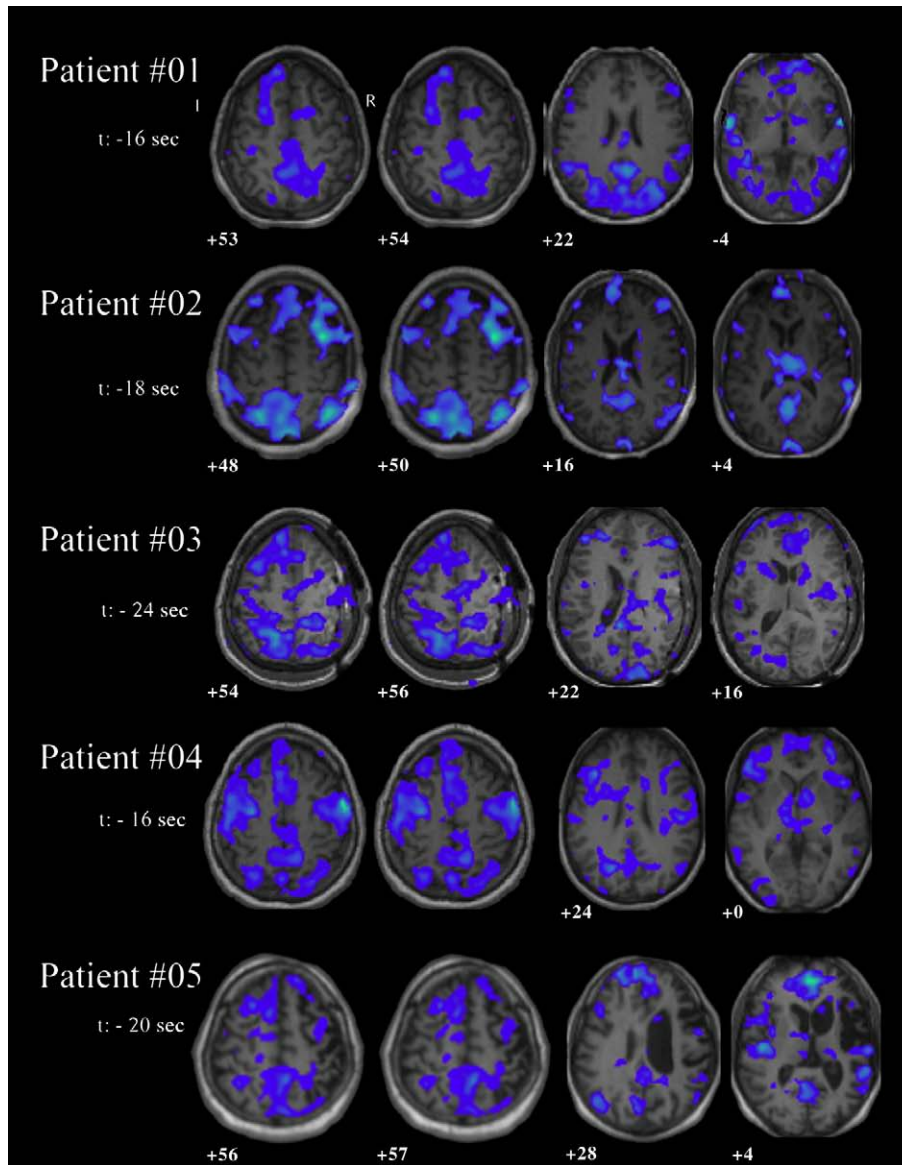 Patient #01
I R
t: -16 sec
+53 +54 +22 -4
Patient #02
t: -18 sec
+48 +50 +16 +4
Patient #03
t: - 24 sec
+54 +56 +22 +16
Patient #04
t: - 16 sec
+24 +0
Patient #05
t: - 20 sec
+56 +57 +28 +4